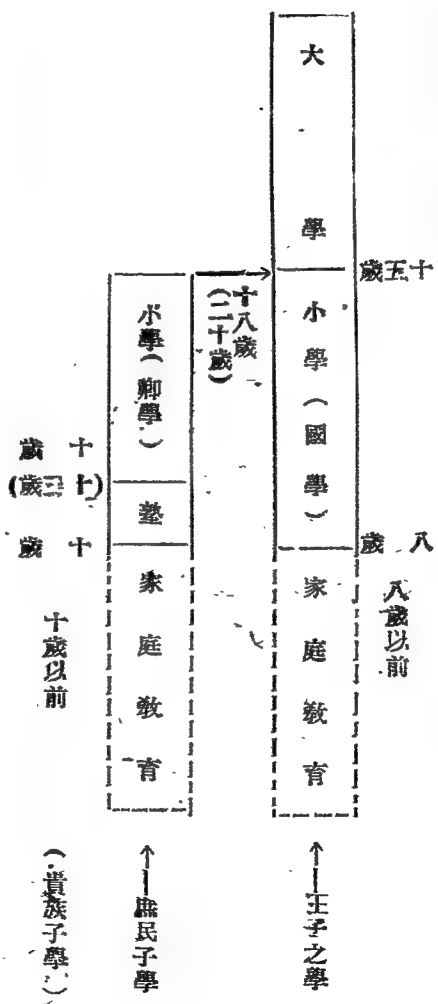 十五歲
八歲
八歲以前
大學
小學（國學）
家庭教育
王子之學
十八歲
（二十歲）
小學（鄉學）
塾
家庭教育
庶民子學
十歲
（十三歲）
十歲
十歲以前
（貴族子學）